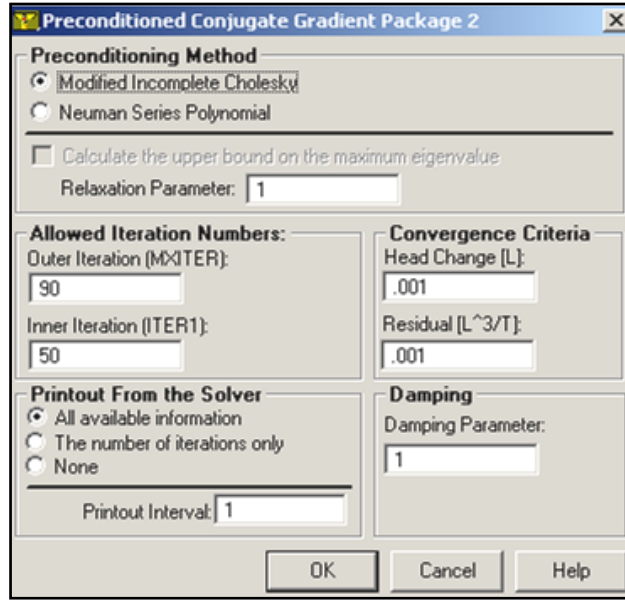 Preconditioned Conjugate Gradient Package 2
Preconditioning Method
Modified Incomplete Cholesky
Neuman Series Polynomial
Calculate the upper bound on the maximum eigenvalue
Relaxation Parameter: 1
Allowed Iteration Numbers:
Outer Iteration (MXITER):
90
Inner Iteration (ITER1):
50
Convergence Criteria
Head Change [L]:
.001
Residual [L^3/T]:
.001
Printout From the Solver
All available information
The number of iterations only
None
Printout Interval: 1
Damping
Damping Parameter:
1
OK Cancel Help